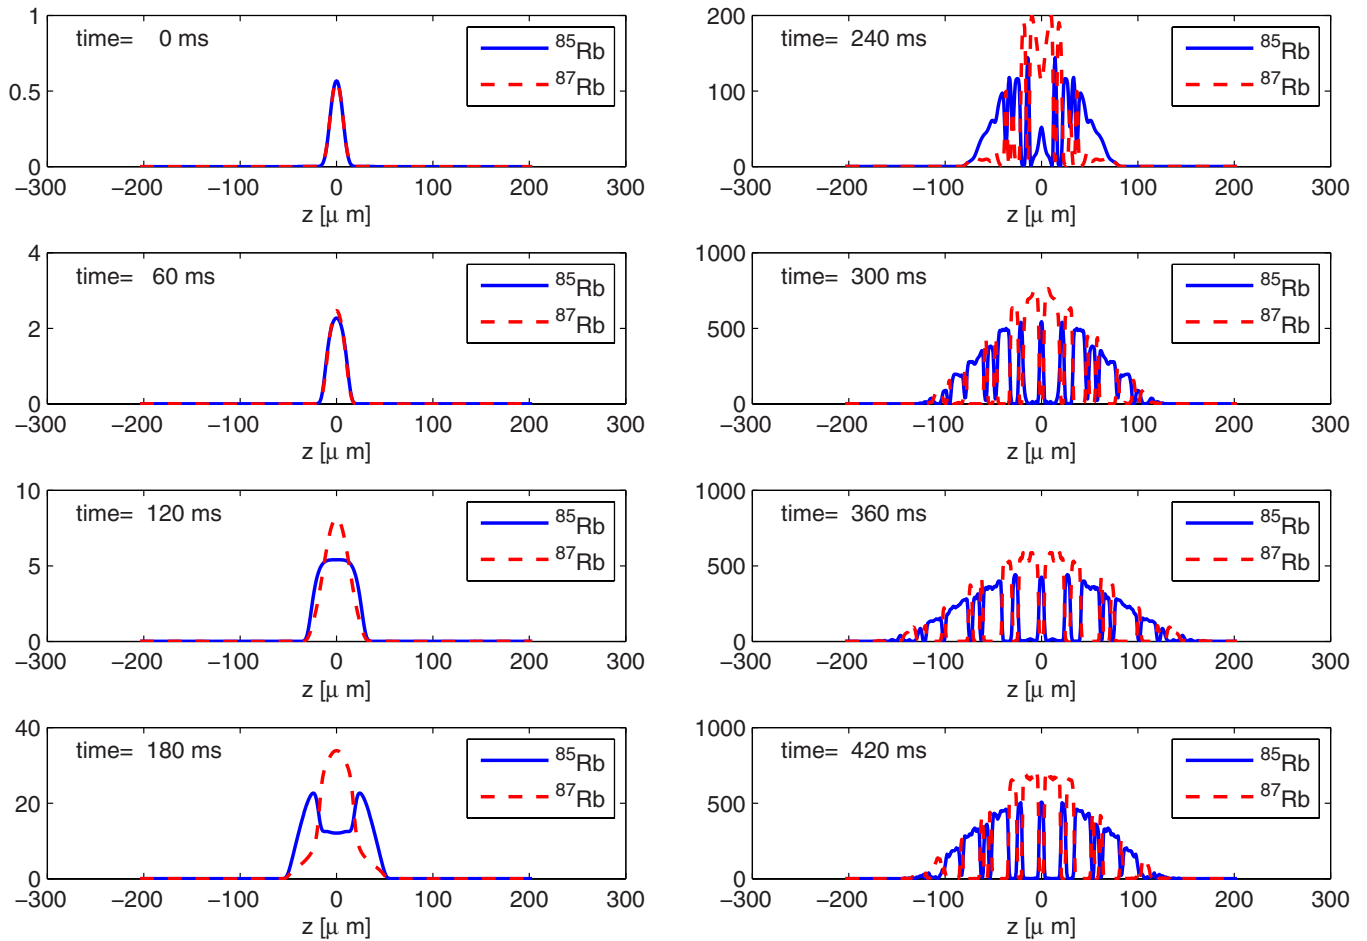 1
0.5
0
time= 0 ms
⁸⁵Rb
⁸⁷Rb
−300 −200 −100 0 100 200 300
z [μ m]
4
2
0
time= 60 ms
⁸⁵Rb
⁸⁷Rb
−300 −200 −100 0 100 200 300
z [μ m]
10
5
0
time= 120 ms
⁸⁵Rb
⁸⁷Rb
−300 −200 −100 0 100 200 300
z [μ m]
40
20
0
time= 180 ms
⁸⁵Rb
⁸⁷Rb
−300 −200 −100 0 100 200 300
z [μ m]
200
100
0
time= 240 ms
⁸⁵Rb
⁸⁷Rb
−300 −200 −100 0 100 200 300
z [μ m]
1000
500
0
time= 300 ms
⁸⁵Rb
⁸⁷Rb
−300 −200 −100 0 100 200 300
z [μ m]
1000
500
0
time= 360 ms
⁸⁵Rb
⁸⁷Rb
−300 −200 −100 0 100 200 300
z [μ m]
1000
500
0
time= 420 ms
⁸⁵Rb
⁸⁷Rb
−300 −200 −100 0 100 200 300
z [μ m]